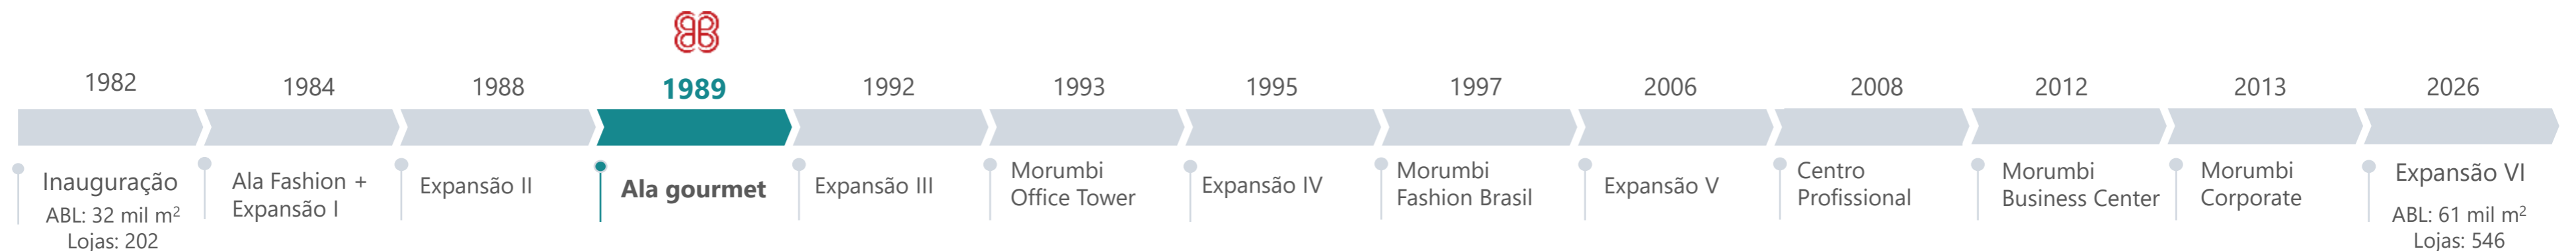 1982
1984
1988
1989
1992
1993
1995
1997
2006
2008
2012
2013
2026
Inauguração
ABL: 32 mil m²
Lojas: 202
Ala Fashion +
Expansão I
Expansão II
Ala gourmet
Expansão III
Morumbi
Office Tower
Expansão IV
Morumbi
Fashion Brasil
Expansão V
Centro
Profissional
Morumbi
Business Center
Morumbi
Corporate
Expansão VI
ABL: 61 mil m²
Lojas: 546